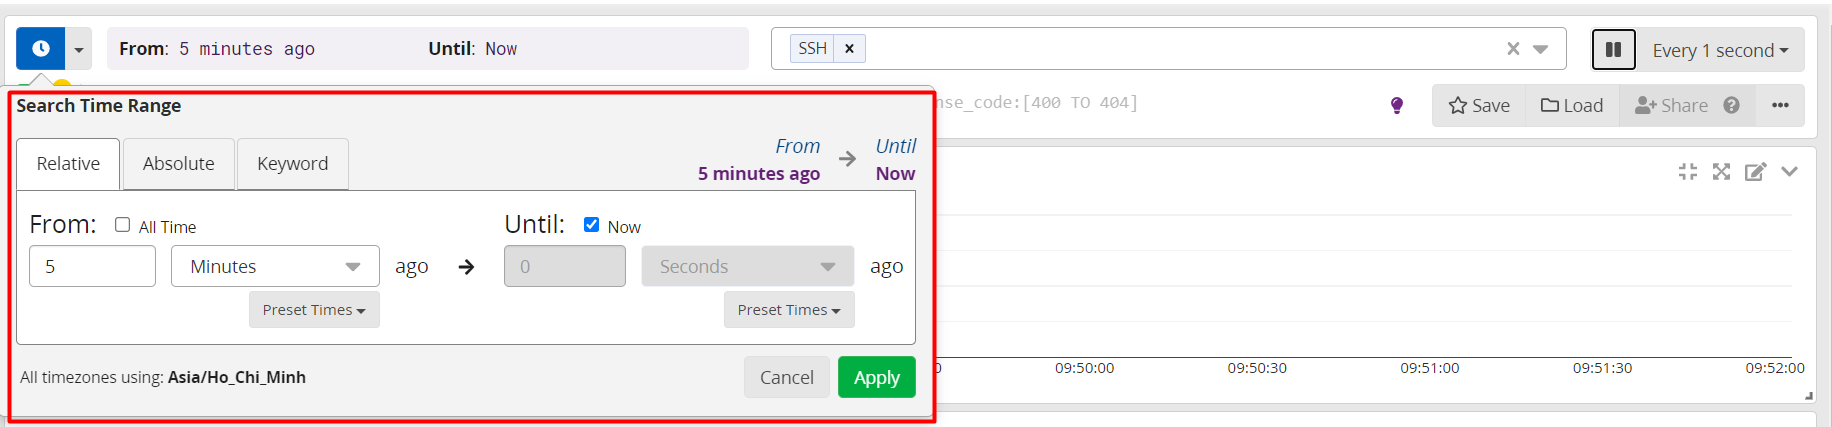 From: 5 minutes ago Until: Now
SSH
Every 1 second
nse_code:[400 TO 404]
Save Load Share
Search Time Range
Relative Absolute Keyword
From Until
5 minutes ago Now
From: All Time Until: Now
5 Minutes ago 0 Seconds ago
Preset Times Preset Times
All timezones using: Asia/Ho_Chi_Minh
Cancel Apply
09:50:00 09:50:30 09:51:00 09:51:30 09:52:00